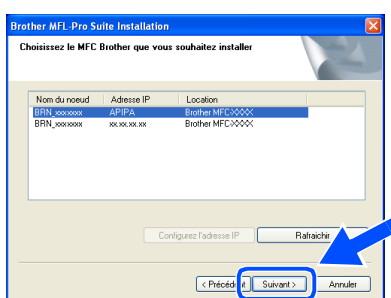 Brother MFL-Pro Suite Installation
Choisissez le MFC Brother que vous souhaitez installer
Nom du noeud Adresse IP Location
BRN_xxxxxx APIPA Brother MFC-XXXX
BRN_xxxxxx xx.xx.xx.xx Brother MFC-XXXX
Configurez l'adresse IP Rafraichir
< Précédent Suivant > Annuler